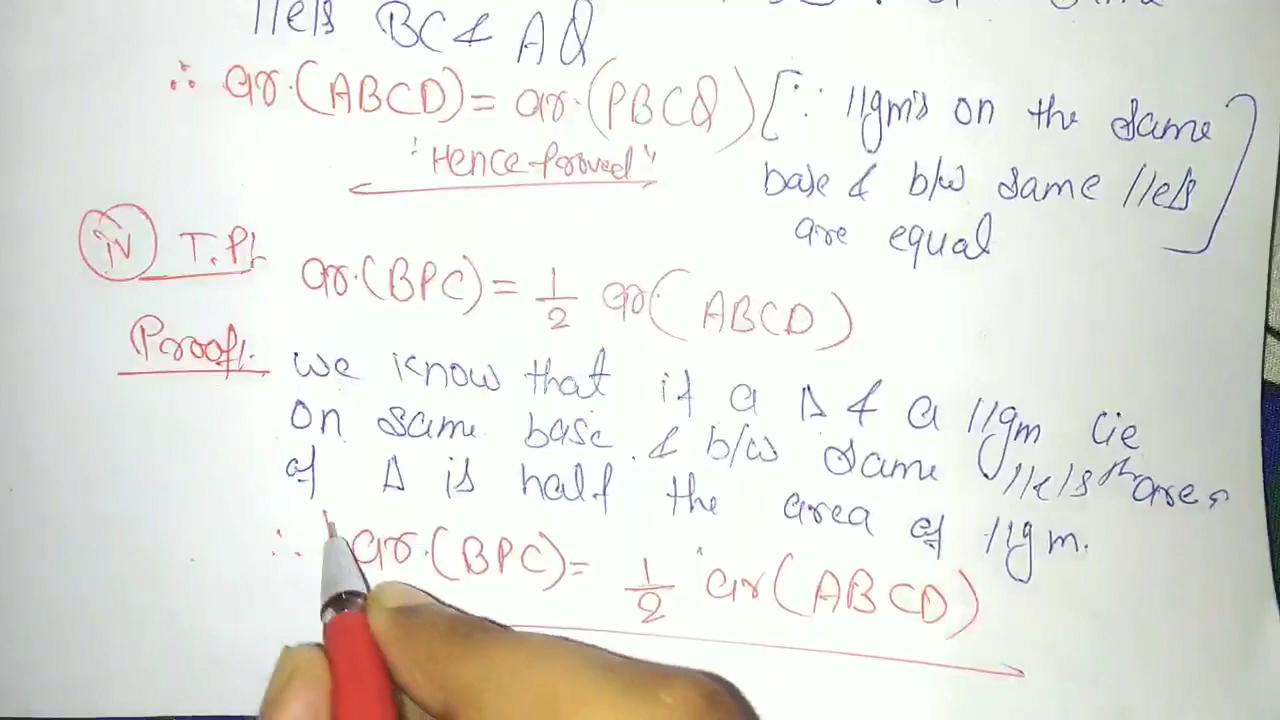 ||els BC & AQ
∴ ar.(ABCD) = ar.(PBCQ) [∵ ||gm's on the same
"Hence Proved"
base & b/w same ||els
are equal]
IV T.P.
ar.(BPC) = 1/2 ar(ABCD)
Proof:
we know that if a Δ & a ||gm lie
on same base & b/w same ||els th area
of Δ is half the area of ||gm.
∴ ar.(BPC) = 1/2 ar(ABCD)